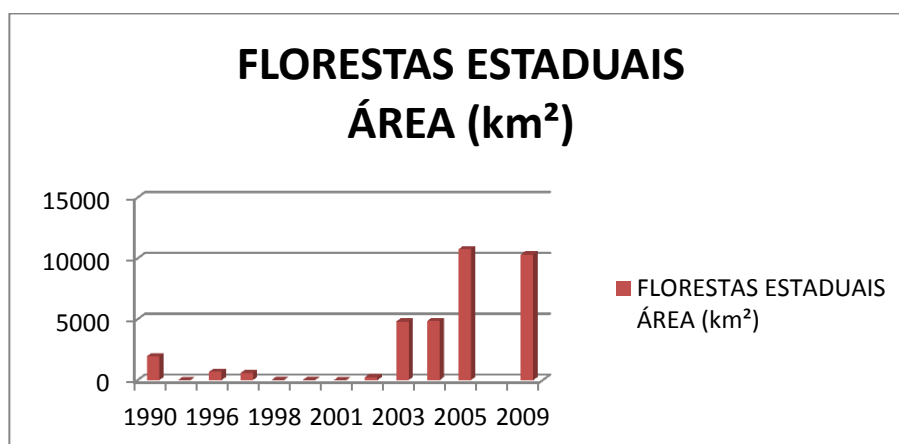 FLORESTAS ESTADUAIS
ÁREA (km²)
15000
10000
5000
0
1990 1996 1998 2001 2003 2005 2009
FLORESTAS ESTADUAIS
ÁREA (km²)